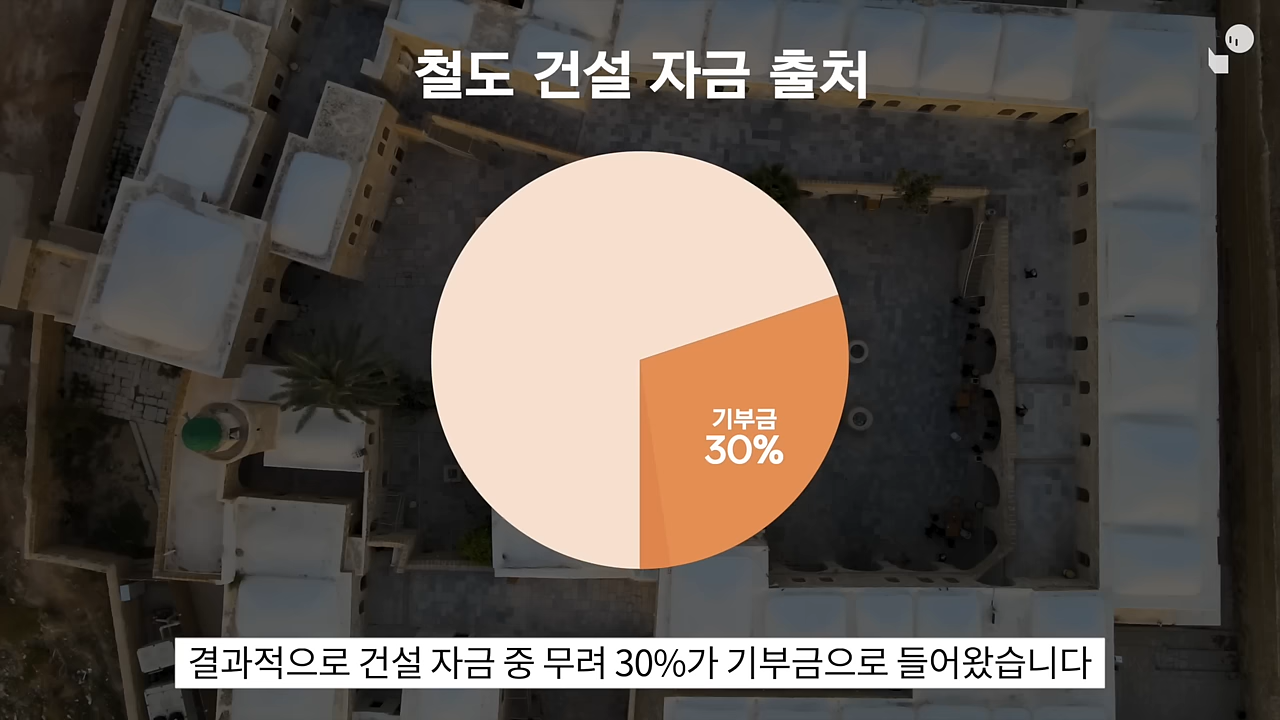 철도 건설 자금 출처
기부금
30%
결과적으로 건설 자금 중 무려 30%가 기부금으로 들어왔습니다